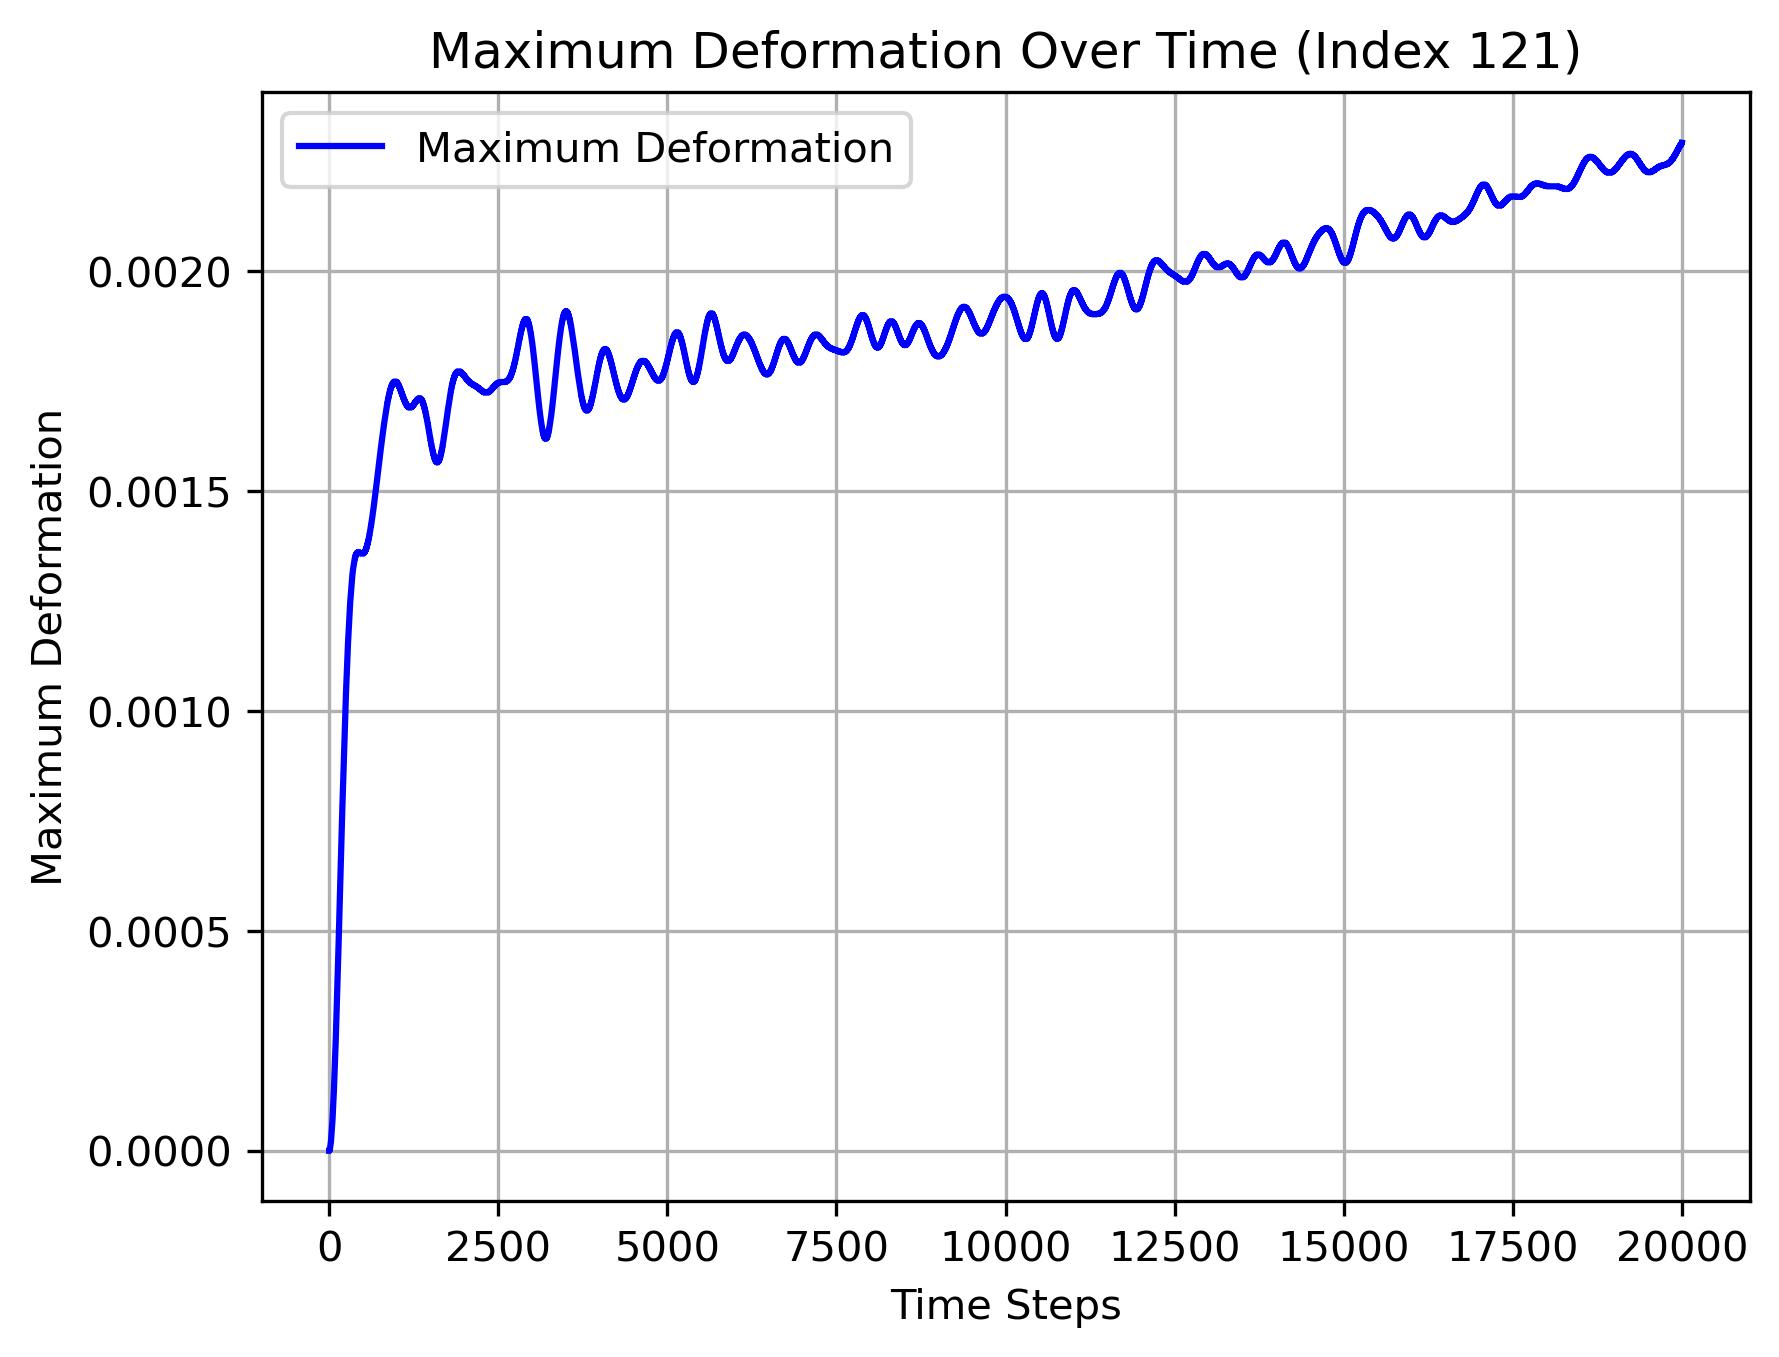 Maximum Deformation Over Time (Index 121)
Maximum Deformation
Maximum Deformation
0.0020
0.0015
0.0010
0.0005
0.0000
0 2500 5000 7500 10000 12500 15000 17500 20000
Time Steps